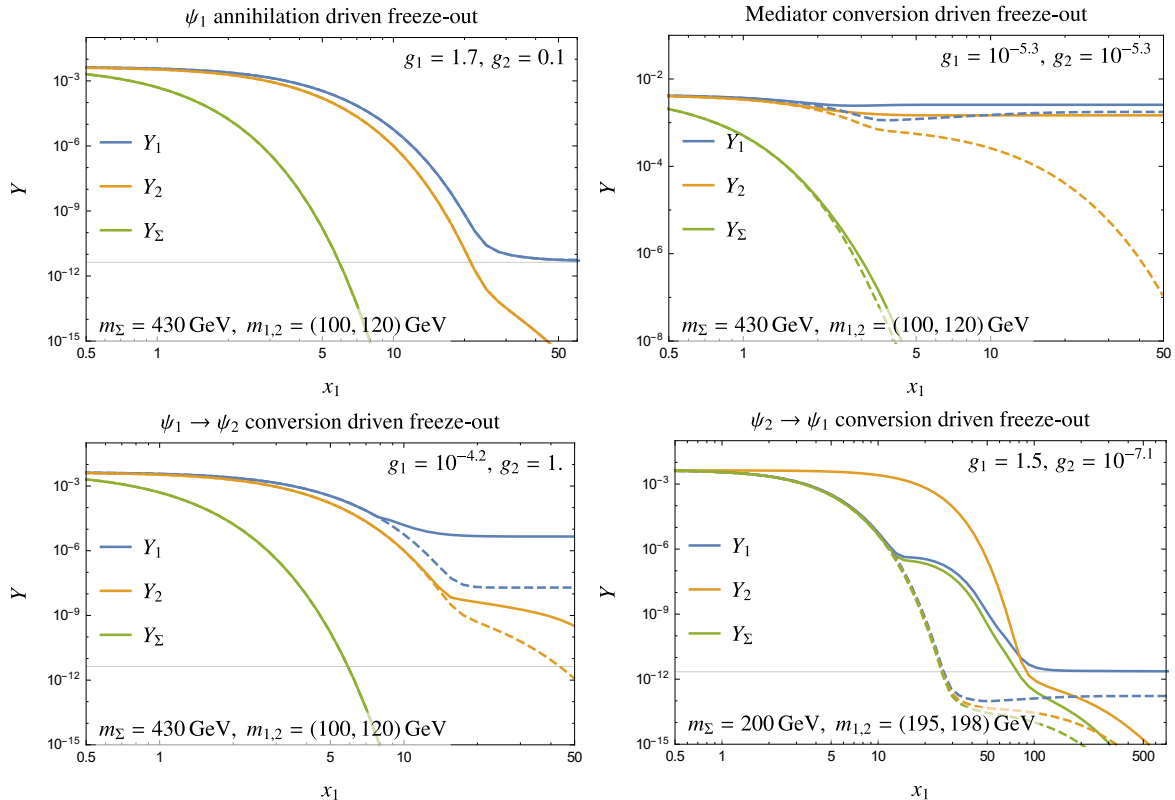 ψ₁ annihilation driven freeze-out
g₁ = 1.7, g₂ = 0.1
10⁻³
10⁻⁶
10⁻⁹
10⁻¹²
10⁻¹⁵
Y
Y₁
Y₂
Y_Σ
m_Σ = 430 GeV, m₁,₂ = (100, 120) GeV
0.5 1 5 10 50
x₁
Mediator conversion driven freeze-out
g₁ = 10⁻⁵·³, g₂ = 10⁻⁵·³
10⁻²
10⁻⁴
10⁻⁶
10⁻⁸
Y
Y₁
Y₂
Y_Σ
m_Σ = 430 GeV, m₁,₂ = (100, 120) GeV
0.5 1 5 10 50
x₁
ψ₁ → ψ₂ conversion driven freeze-out
g₁ = 10⁻⁴·², g₂ = 1.
10⁻³
10⁻⁶
10⁻⁹
10⁻¹²
10⁻¹⁵
Y
Y₁
Y₂
Y_Σ
m_Σ = 430 GeV, m₁,₂ = (100, 120) GeV
0.5 1 5 10 50
x₁
ψ₂ → ψ₁ conversion driven freeze-out
g₁ = 1.5, g₂ = 10⁻⁷·¹
10⁻³
10⁻⁶
10⁻⁹
10⁻¹²
10⁻¹⁵
Y
Y₁
Y₂
Y_Σ
m_Σ = 200 GeV, m₁,₂ = (195, 198) GeV
0.5 1 5 10 50 100 500
x₁